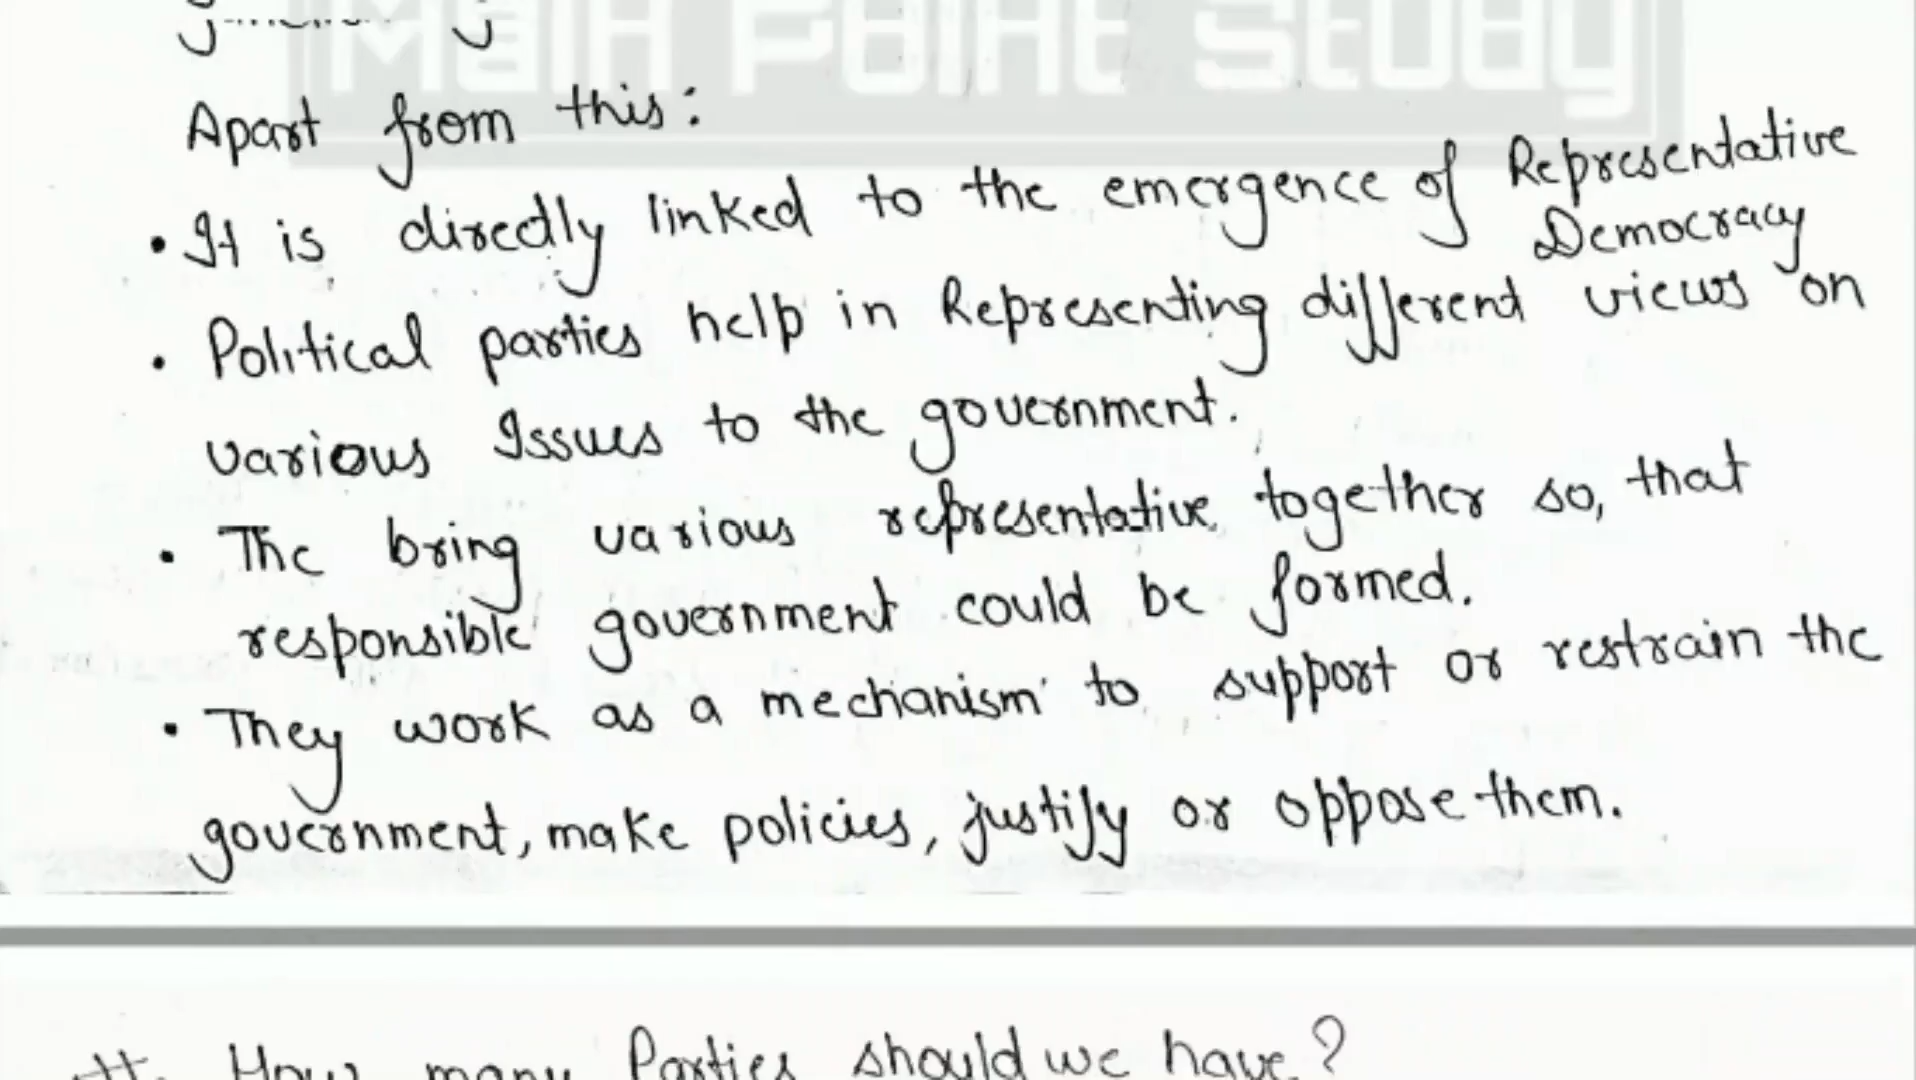 Main Point Study
Apart from this:
• It is directly linked to the emergence of Representative
Democracy
• Political parties help in Representing different views on
various Issues to the government.
• The bring various representative together so, that
responsible government could be formed.
• They work as a mechanism to support or restrain the
government, make policies, justify or oppose them.
#. How many Parties should we have?